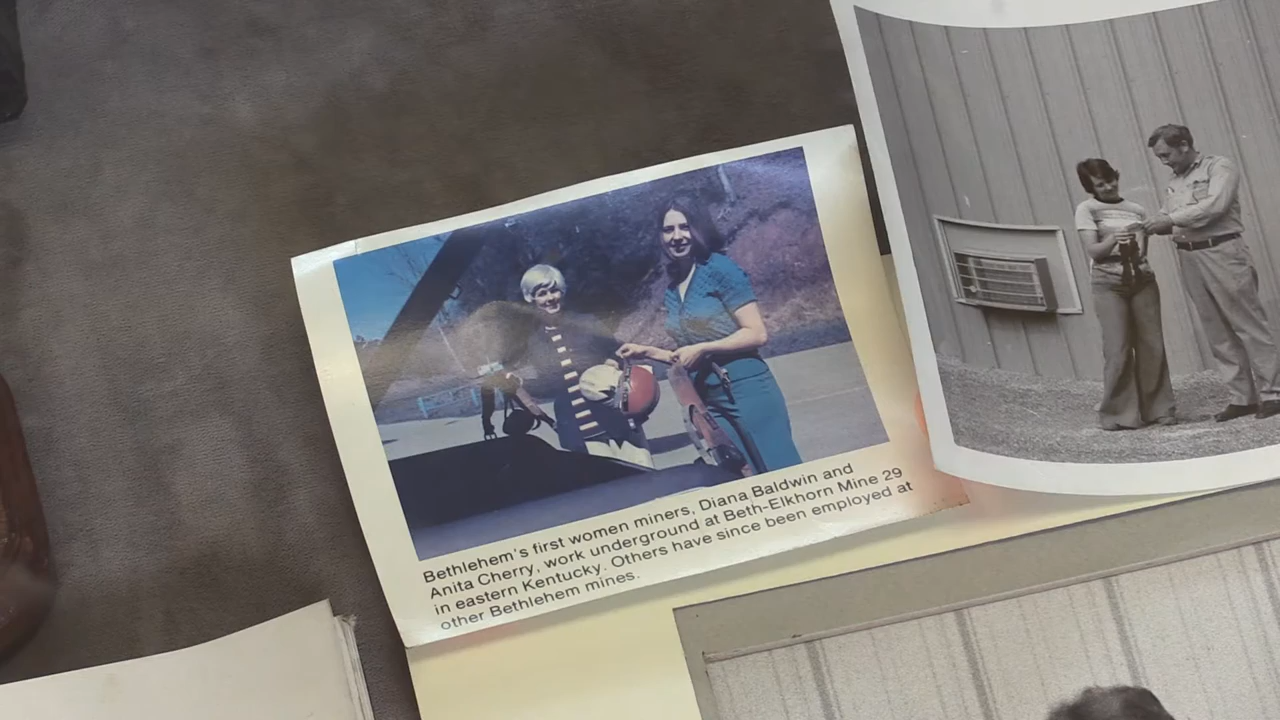 Bethlehem's first women miners, Diana Baldwin and
Anita Cherry, work underground at Beth-Elkhorn Mine 29
in eastern Kentucky. Others have since been employed at
other Bethlehem mines.